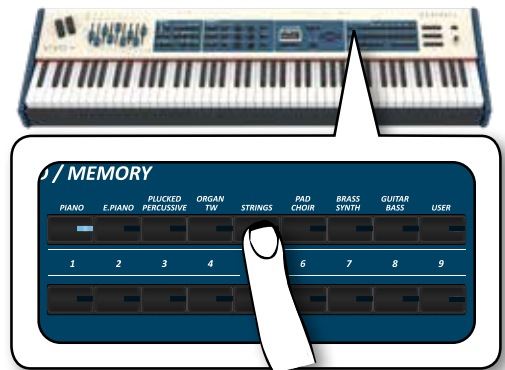 / MEMORY
PIANO E.PIANO PLUCKED PERCUSSIVE ORGAN TW STRINGS PAD CHOIR BRASS SYNTH GUITAR BASS USER
1 2 3 4 6 7 8 9